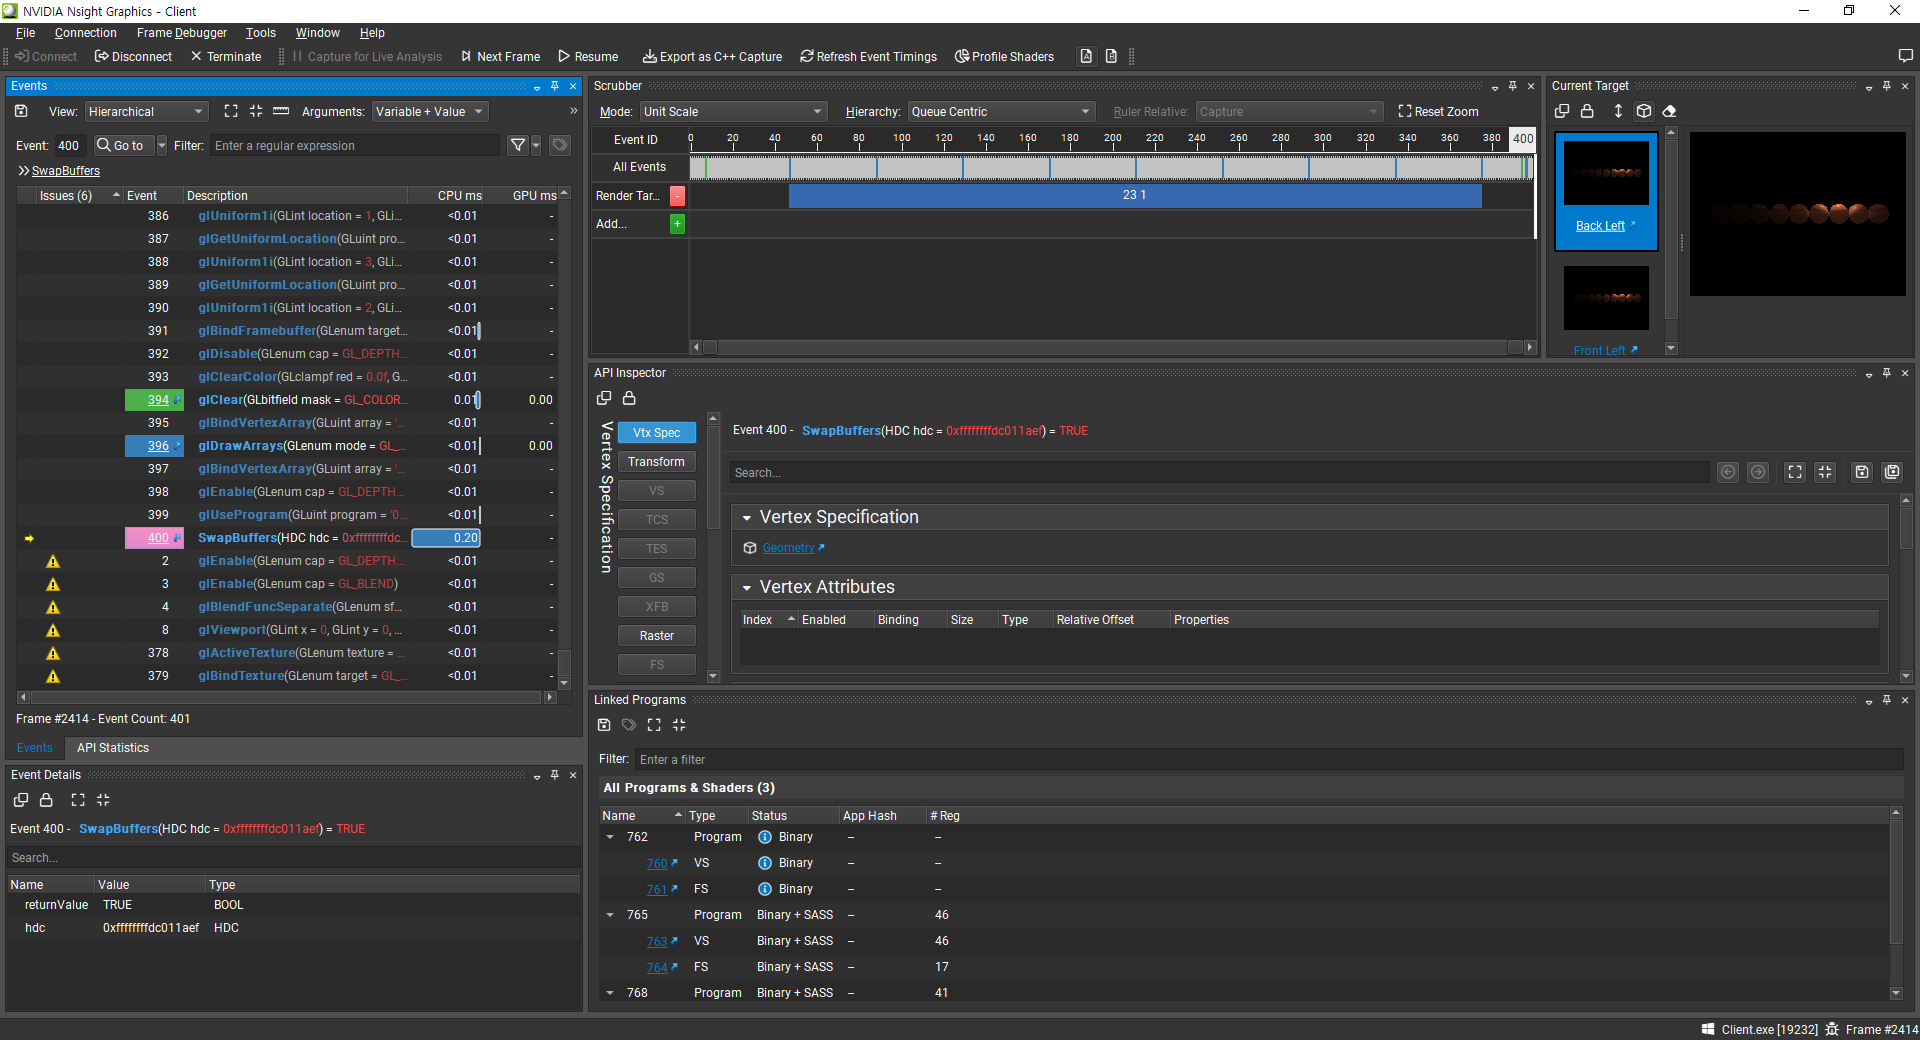 NVIDIA Nsight Graphics - Client
File Connection Frame Debugger Tools Window Help
Connect Disconnect Terminate Capture for Live Analysis Next Frame Resume Export as C++ Capture Refresh Event Timings Profile Shaders
Events
View: Hierarchical Arguments: Variable + Value »
Event: 400 Go to Filter: Enter a regular expression
SwapBuffers
Issues (6) Event Description CPU ms GPU ms
386 glUniform1i(GLint location = 1, GLi... <0.01 -
387 glGetUniformLocation(GLuint pro... <0.01 -
388 glUniform1i(GLint location = 3, GLi... <0.01 -
389 glGetUniformLocation(GLuint pro... <0.01 -
390 glUniform1i(GLint location = 2, GLi... <0.01 -
391 glBindFramebuffer(GLenum target... <0.01 -
392 glDisable(GLenum cap = GL_DEPTH... <0.01 -
393 glClearColor(GLclampf red = 0.0f, G... <0.01 -
394 glClear(GLbitfield mask = GL_COLOR... 0.01 0.00
395 glBindVertexArray(GLuint array = '... <0.01 -
396 glDrawArrays(GLenum mode = GL_... <0.01 0.00
397 glBindVertexArray(GLuint array = '... <0.01 -
398 glEnable(GLenum cap = GL_DEPTH... <0.01 -
399 glUseProgram(GLuint program = '0... <0.01 -
400 SwapBuffers(HDC hdc = 0xffffffffdc... 0.20 -
2 glEnable(GLenum cap = GL_DEPTH... <0.01 -
3 glEnable(GLenum cap = GL_BLEND) <0.01 -
4 glBlendFuncSeparate(GLenum sf... <0.01 -
8 glViewport(GLint x = 0, GLint y = 0, ... <0.01 -
378 glActiveTexture(GLenum texture = ... <0.01 -
379 glBindTexture(GLenum target = GL_... <0.01 -
Frame #2414 - Event Count: 401
Events API Statistics
Event Details
Event 400 - SwapBuffers(HDC hdc = 0xffffffffdc011aef) = TRUE
Search...
Name Value Type
returnValue TRUE BOOL
hdc 0xffffffffdc011aef HDC
Scrubber
Mode: Unit Scale Hierarchy: Queue Centric Ruler Relative: Capture Reset Zoom
Event ID 0 20 40 60 80 100 120 140 160 180 200 220 240 260 280 300 320 340 360 380 400
All Events
Render Tar... - 23 1
Add... +
Current Target
Back Left
Front Left
API Inspector
Vertex Specification
Vtx Spec
Transform
VS
TCS
TES
GS
XFB
Raster
FS
Event 400 - SwapBuffers(HDC hdc = 0xffffffffdc011aef) = TRUE
Search...
Vertex Specification
Geometry
Vertex Attributes
Index Enabled Binding Size Type Relative Offset Properties
Linked Programs
Filter: Enter a filter
All Programs & Shaders (3)
Name Type Status App Hash # Reg
762 Program Binary -- --
760 VS Binary -- --
761 FS Binary -- --
765 Program Binary + SASS -- 46
763 VS Binary + SASS -- 46
764 FS Binary + SASS -- 17
768 Program Binary + SASS -- 41
Client.exe [19232] Frame #2414